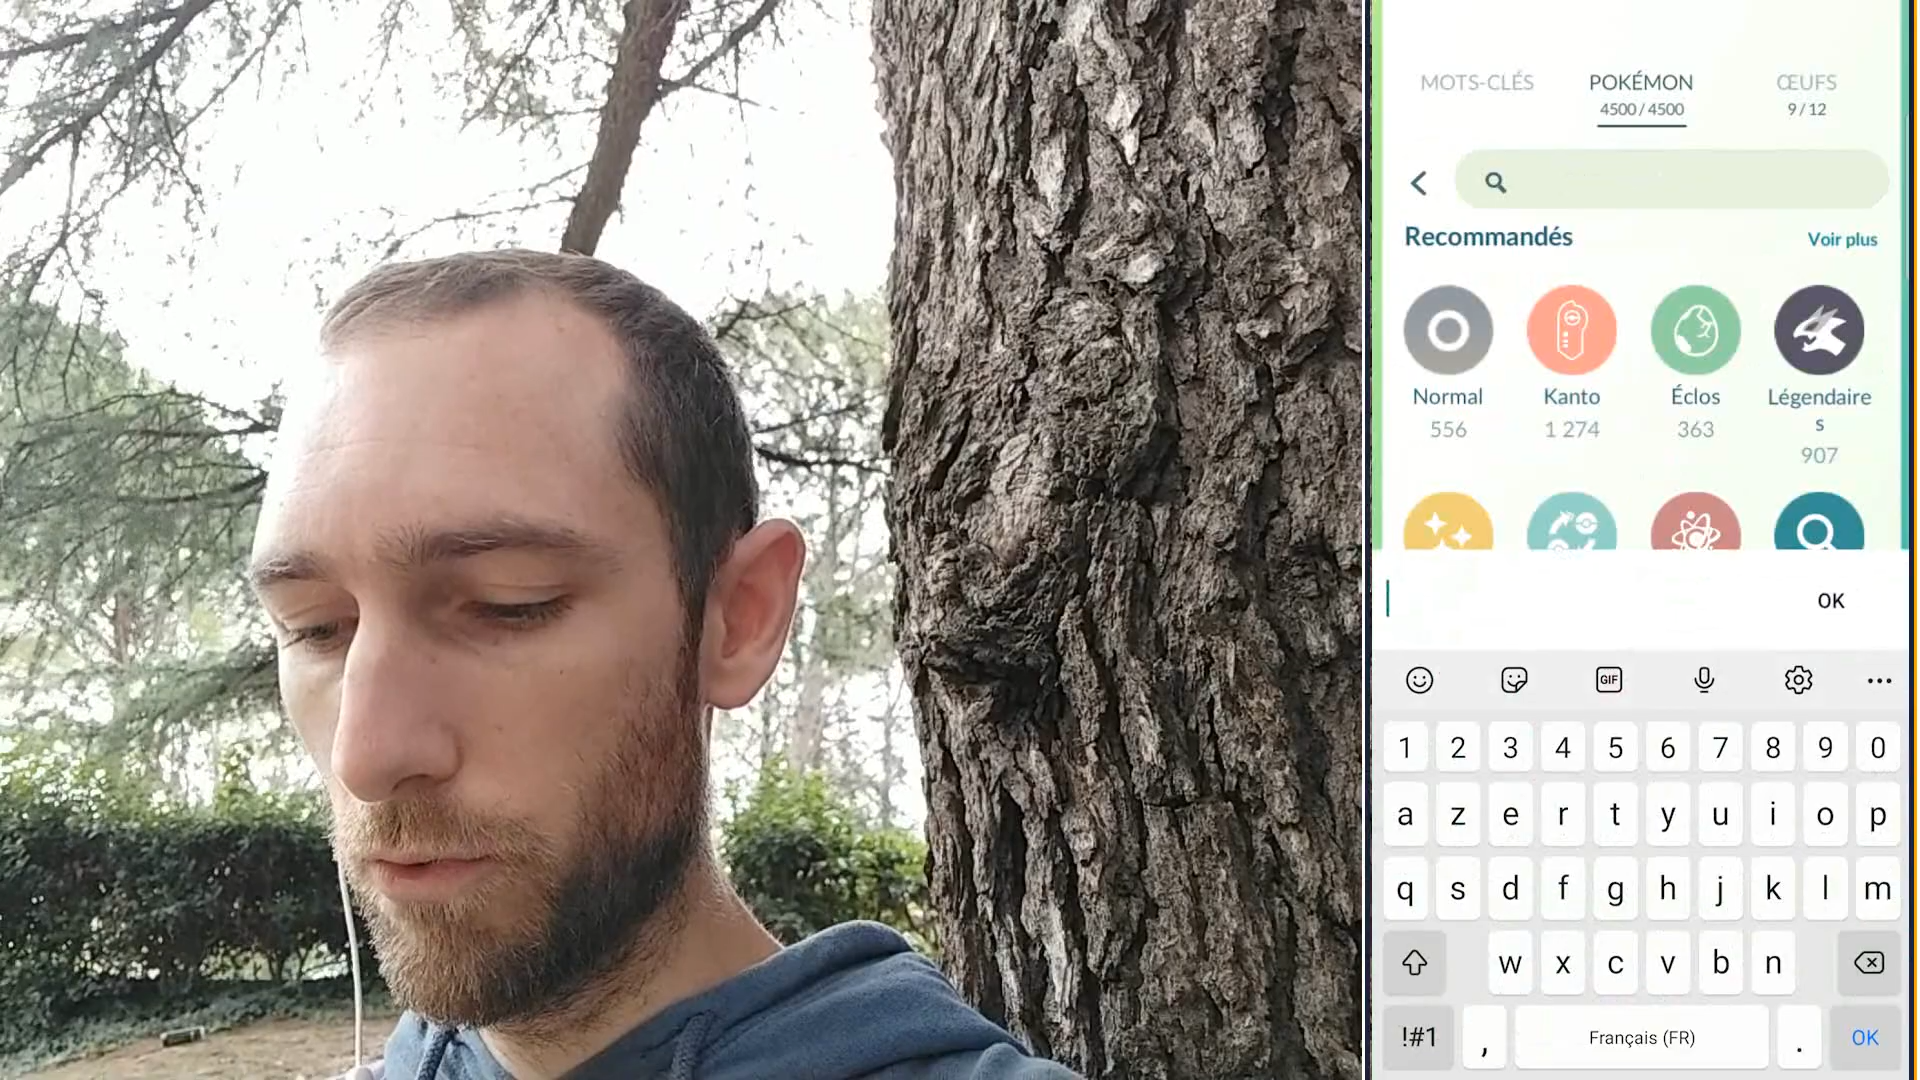 MOTS-CLÉS POKÉMON ŒUFS
4500 / 4500 9 / 12
Recommandés Voir plus
Normal Kanto Éclos Légendaire
s
556 1 274 363 907
OK
GIF
1 2 3 4 5 6 7 8 9 0
a z e r t y u i o p
q s d f g h j k l m
w x c v b n
!#1 , Français (FR) . OK